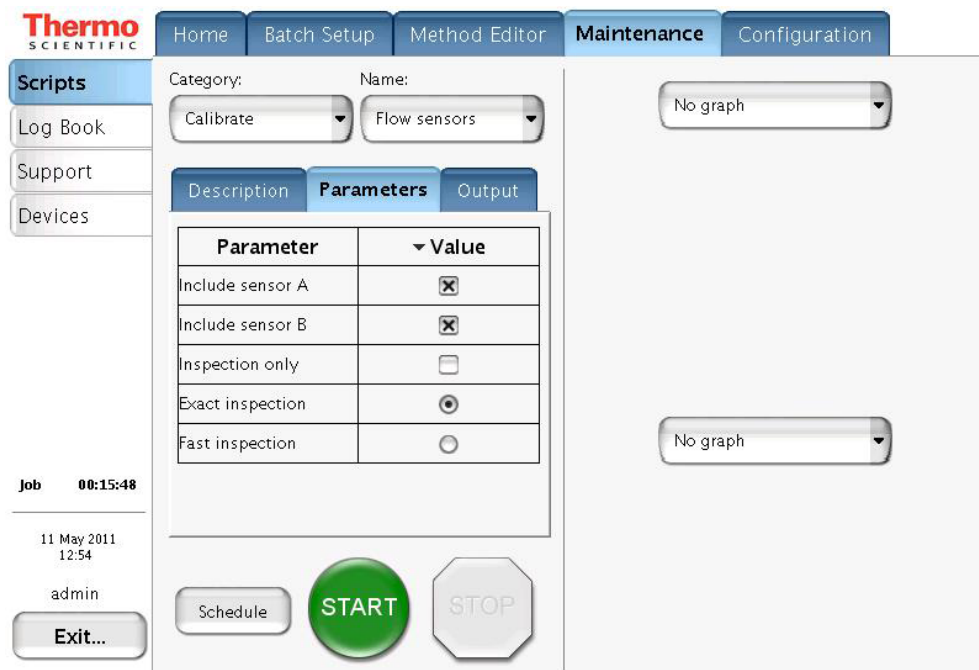 Thermo
SCIENTIFIC
Home Batch Setup Method Editor Maintenance Configuration
Scripts
Log Book
Support
Devices
Job 00:15:48
11 May 2011
12:54
admin
Exit...
Category: Name:
Calibrate Flow sensors
Description Parameters Output
Parameter Value
Include sensor A
Include sensor B
Inspection only
Exact inspection
Fast inspection
Schedule START STOP
No graph
No graph